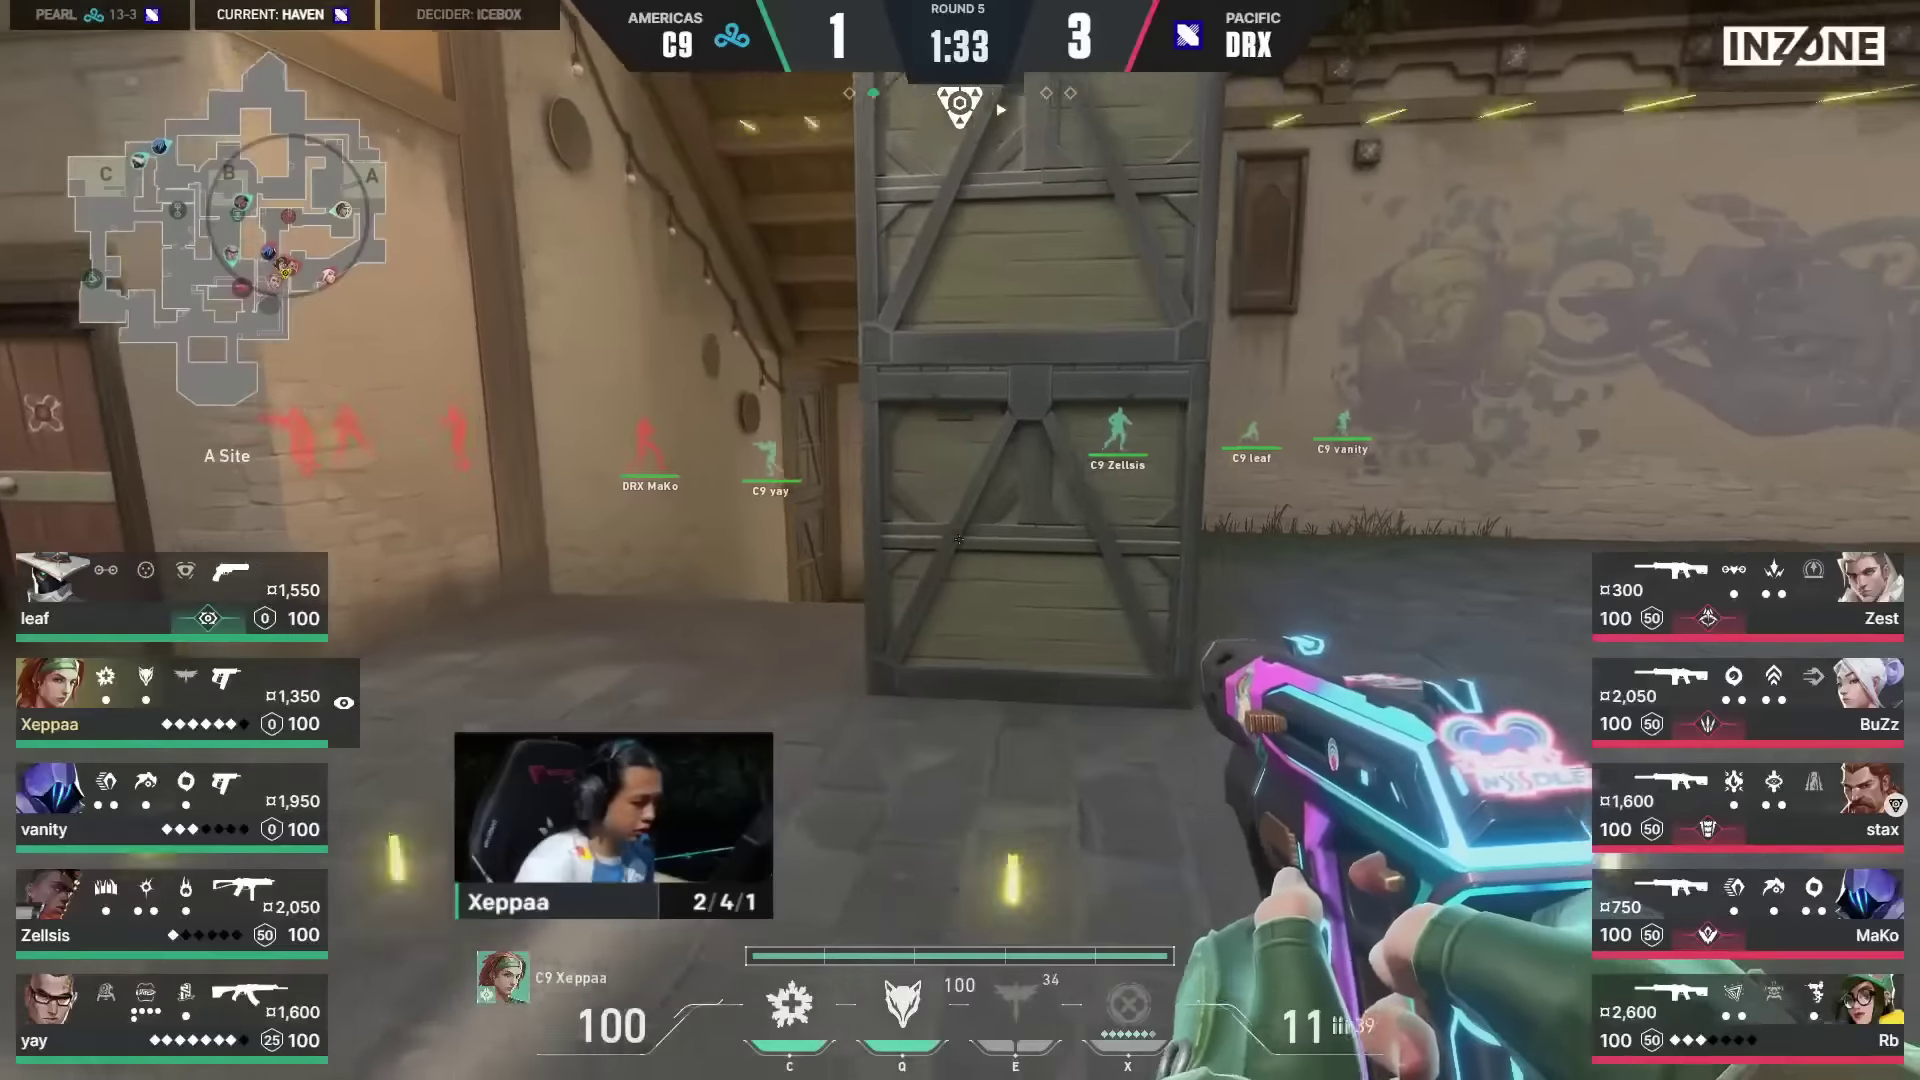 PEARL 13-3
CURRENT: HAVEN
DECIDER: ICEBOX
AMERICAS
C9
1
ROUND 5
1:33
3
PACIFIC
DRX
INZONE
C
B
A
A Site
DRX MaKo
C9 yay
C9 Zellsis
C9 leaf
C9 vanity
1,550
leaf
0 100
1,350
Xeppaa
0 100
1,950
vanity
0 100
2,050
Zellsis
50 100
1,600
yay
25 100
300
100 50
Zest
2,050
100 50
BuZz
1,600
100 50
stax
750
100 50
MaKo
2,600
100 50
Rb
Xeppaa
2/4/1
C9 Xeppaa
100
100
34
11
39
C
Q
E
X